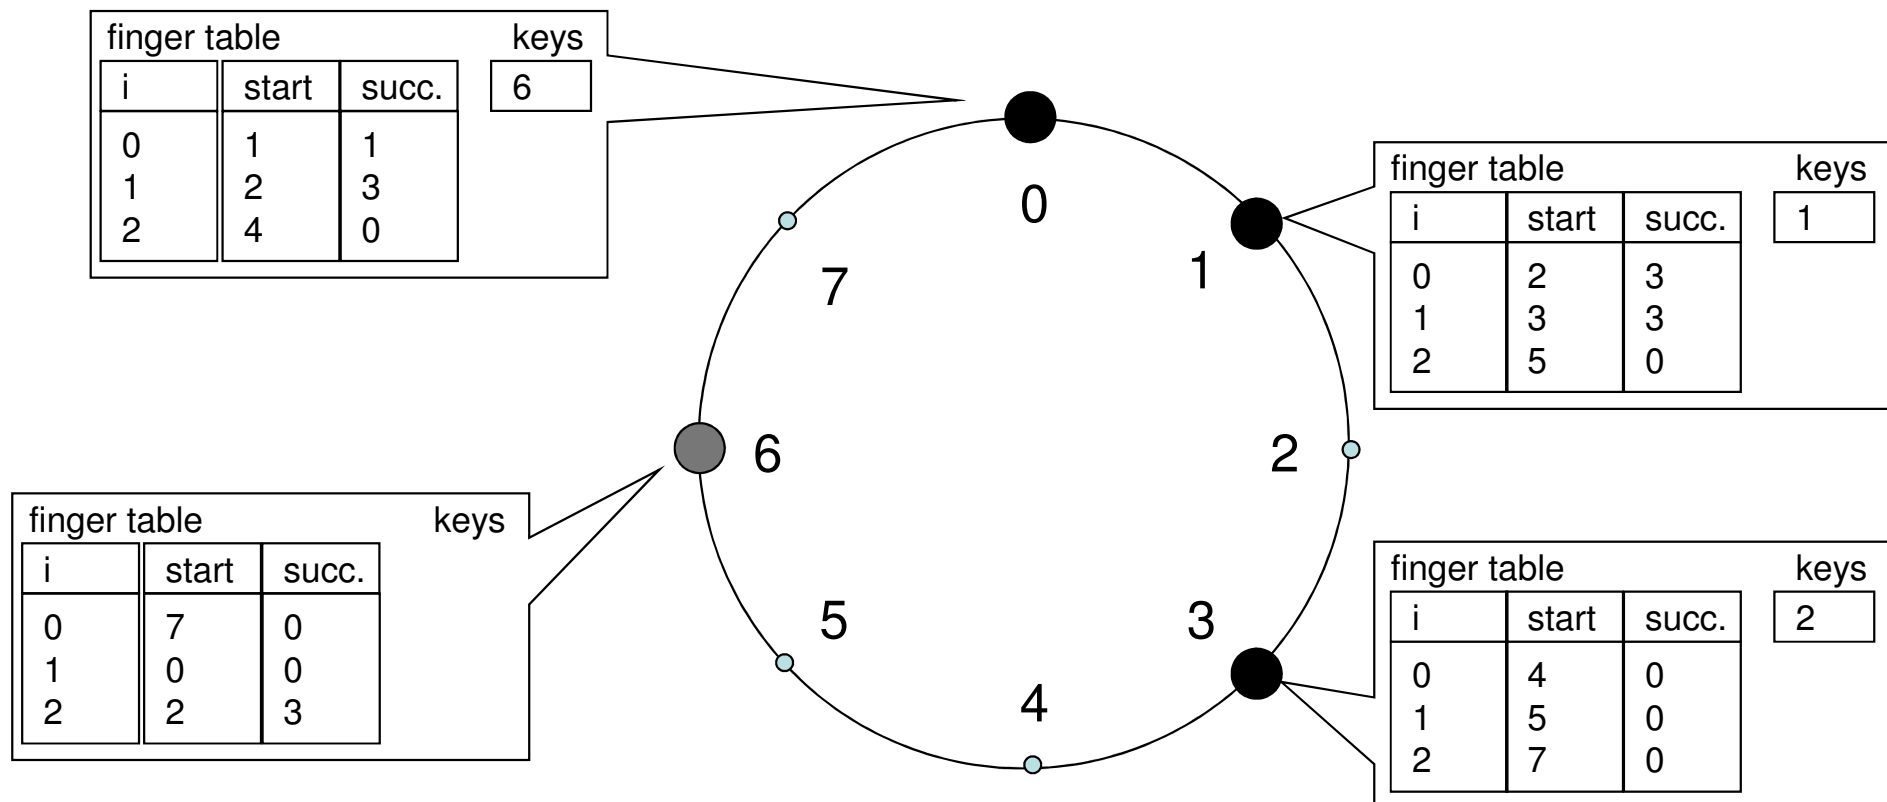 finger table keys
i start succ. 6
0 1 1
1 2 3
2 4 0
finger table keys
i start succ. 1
0 2 3
1 3 3
2 5 0
finger table keys
i start succ.
0 7 0
1 0 0
2 2 3
finger table keys
i start succ. 2
0 4 0
1 5 0
2 7 0
0
1
2
3
4
5
6
7